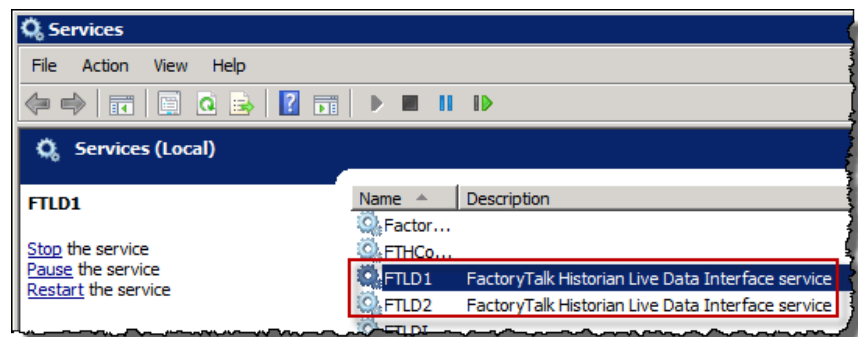 Services
File Action View Help
Services (Local)
FTLD1
Stop the service
Pause the service
Restart the service
Name Description
Factor...
FTHCo...
FTLD1 FactoryTalk Historian Live Data Interface service
FTLD2 FactoryTalk Historian Live Data Interface service